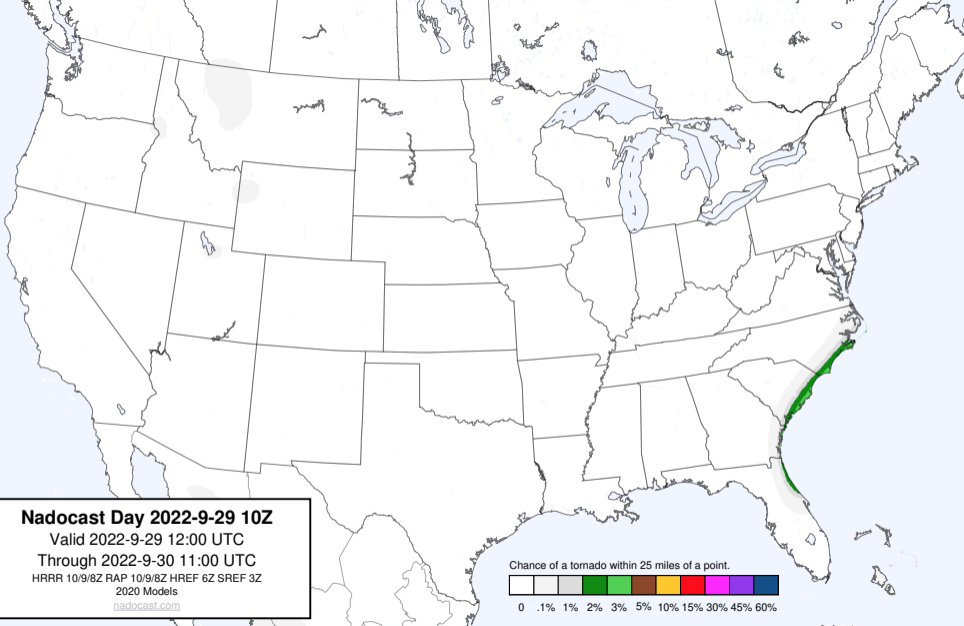 Nadocast Day 2022-9-29 10Z
Valid 2022-9-29 12:00 UTC
Through 2022-9-30 11:00 UTC
HRRR 10/9/8Z RAP 10/9/8Z HREF 6Z SREF 3Z
2020 Models
nadocast.com
Chance of a tornado within 25 miles of a point.
0 .1% 1% 2% 3% 5% 10% 15% 30% 45% 60%